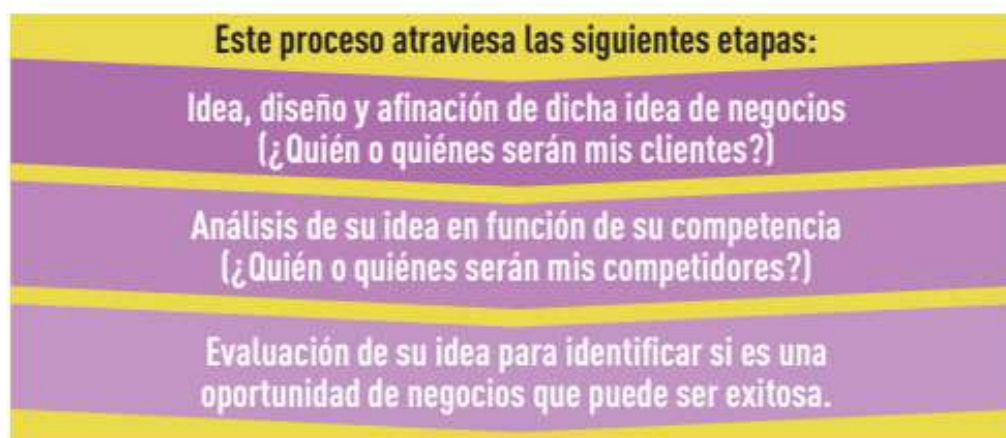 Este proceso atraviesa las siguientes etapas:
Idea, diseño y afinación de dicha idea de negocios
(¿Quién o quiénes serán mis clientes?)
Análisis de su idea en función de su competencia
(¿Quién o quiénes serán mis competidores?)
Evaluación de su idea para identificar si es una
oportunidad de negocios que puede ser exitosa.